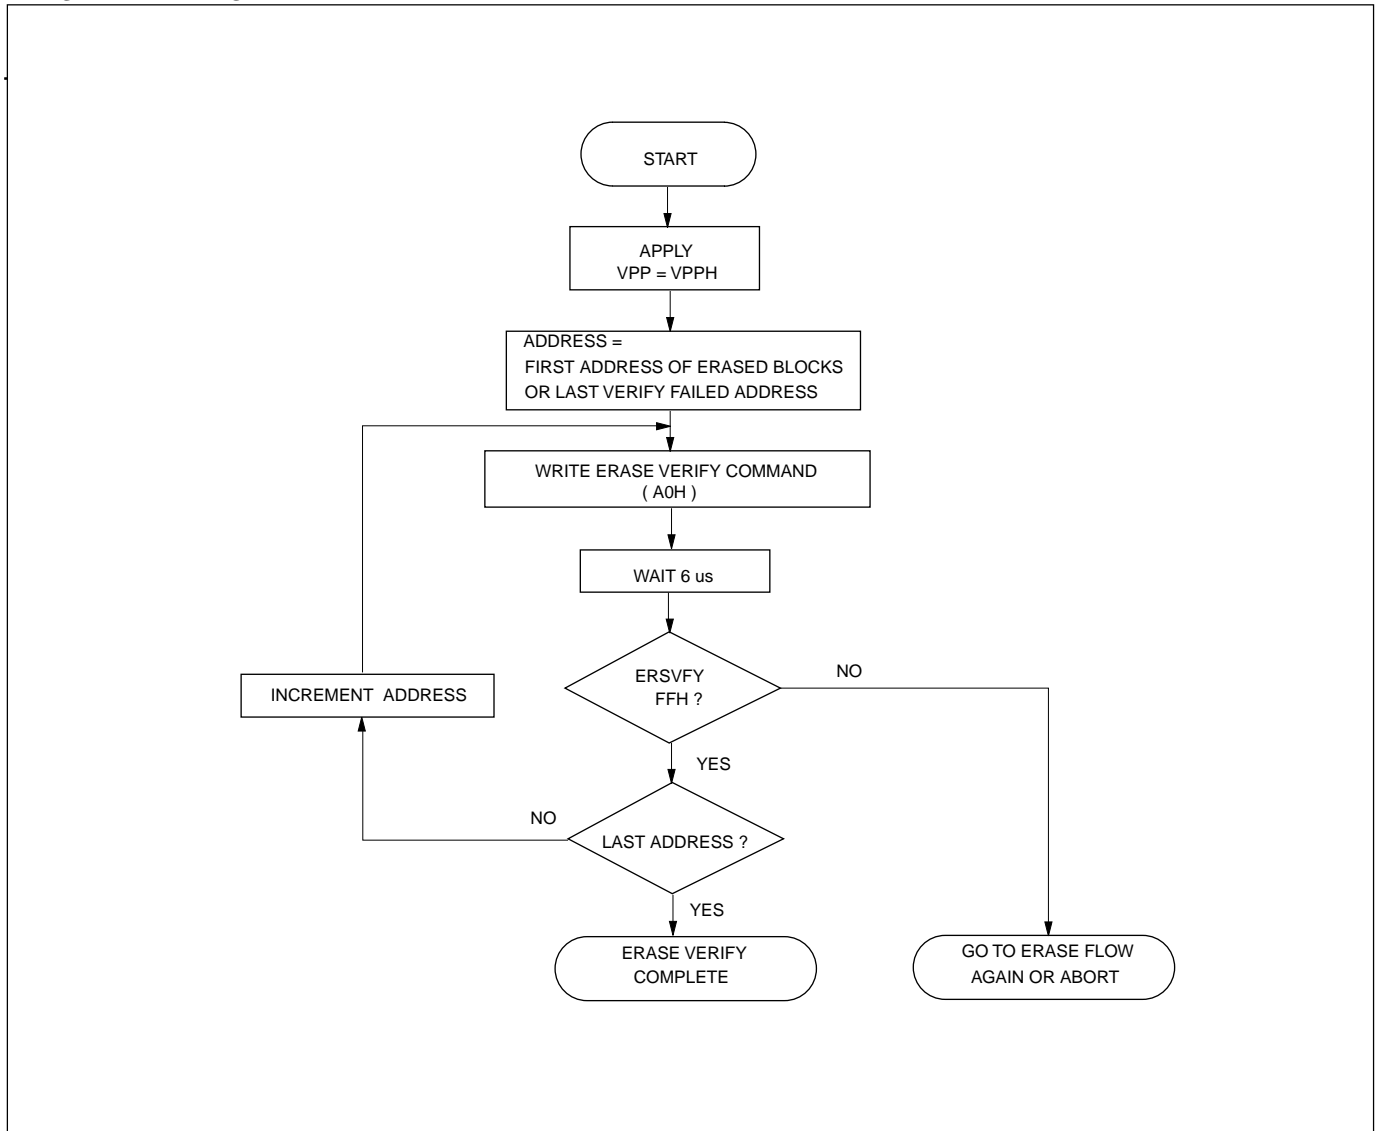 START
APPLY
VPP = VPPH
ADDRESS =
FIRST ADDRESS OF ERASED BLOCKS
OR LAST VERIFY FAILED ADDRESS
WRITE ERASE VERIFY COMMAND
( A0H )
WAIT 6 us
ERSVFY
FFH ?
NO
INCREMENT ADDRESS
YES
NO
LAST ADDRESS ?
YES
ERASE VERIFY
COMPLETE
GO TO ERASE FLOW
AGAIN OR ABORT